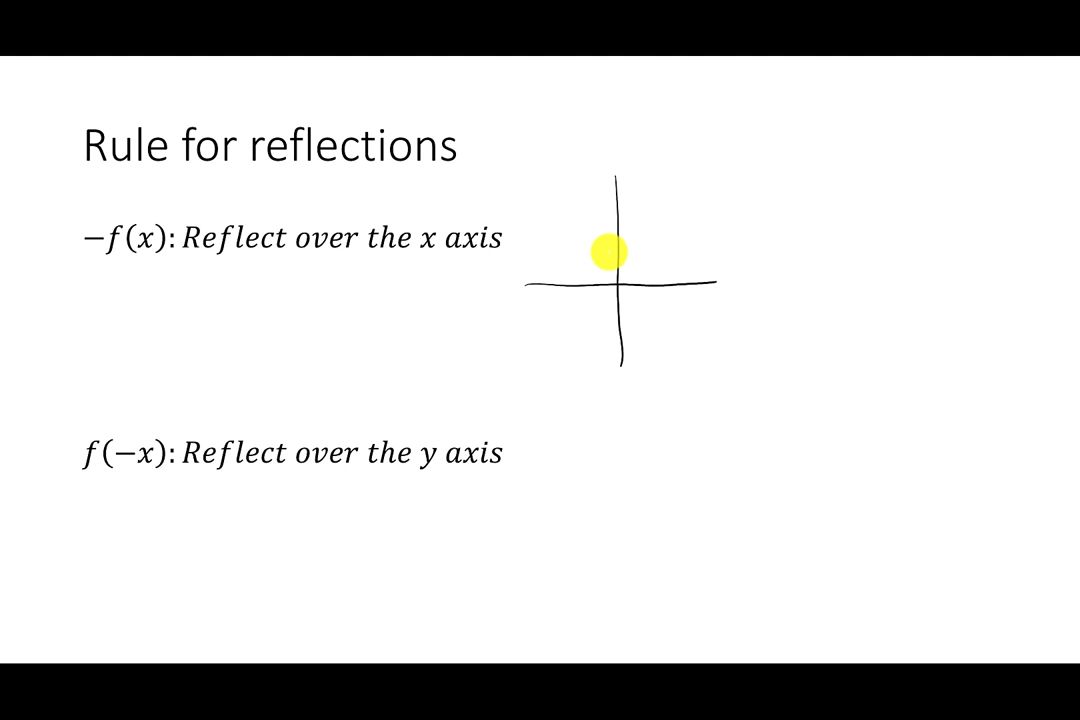 Rule for reflections
−f(x): Reflect over the x axis
f(−x): Reflect over the y axis